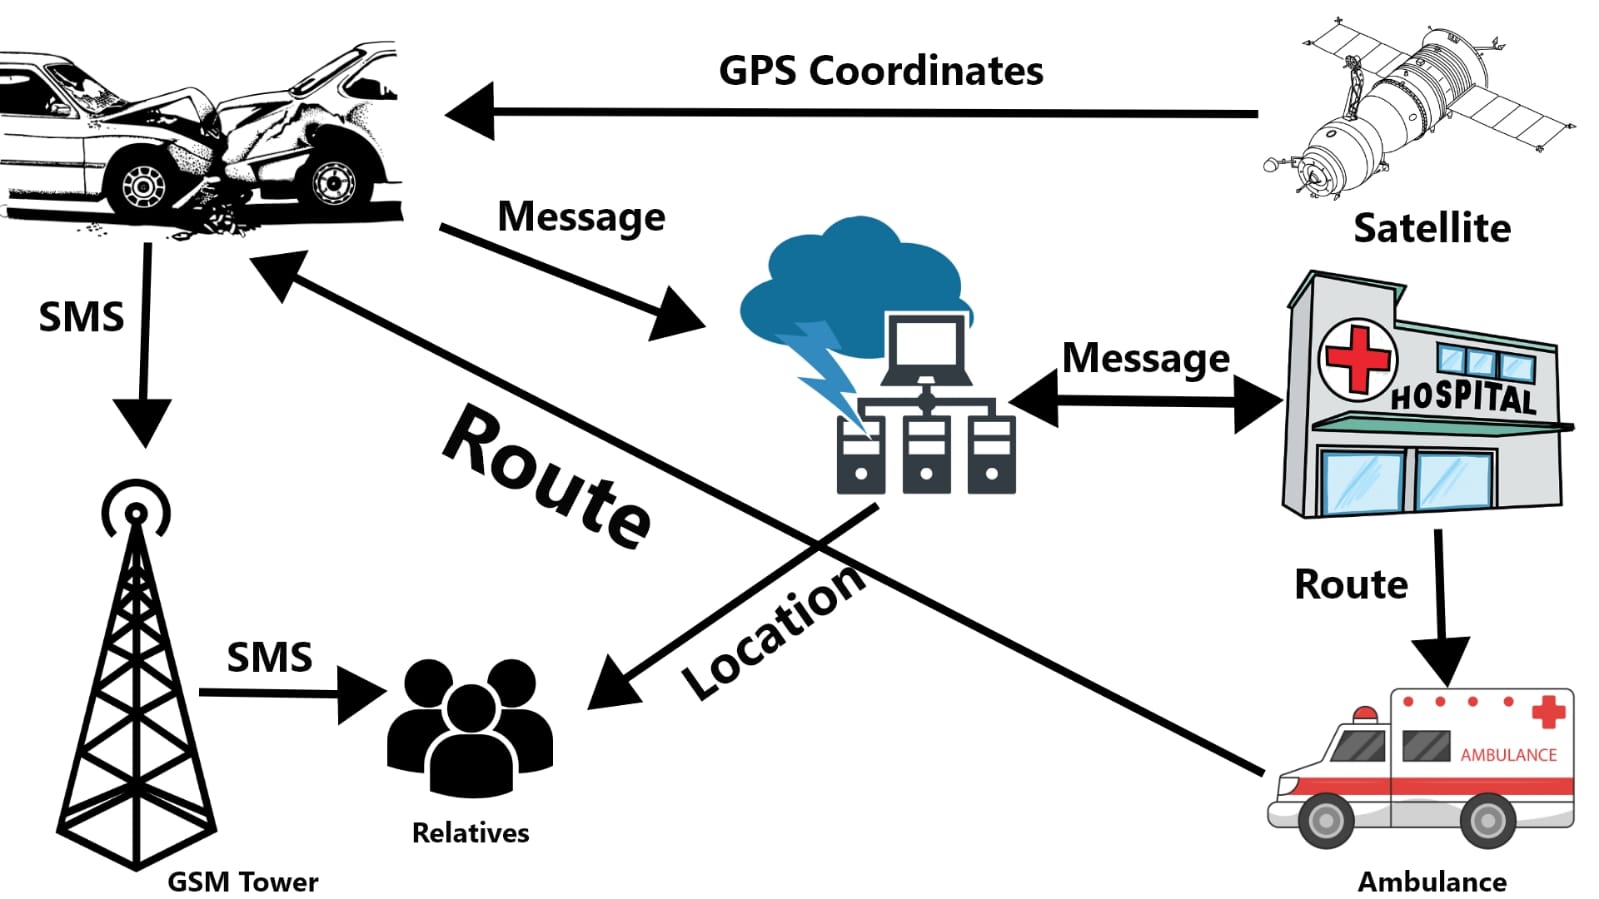 GPS Coordinates
Satellite
Message
SMS
Message
HOSPITAL
Route
Route
Location
SMS
AMBULANCE
Relatives
GSM Tower
Ambulance